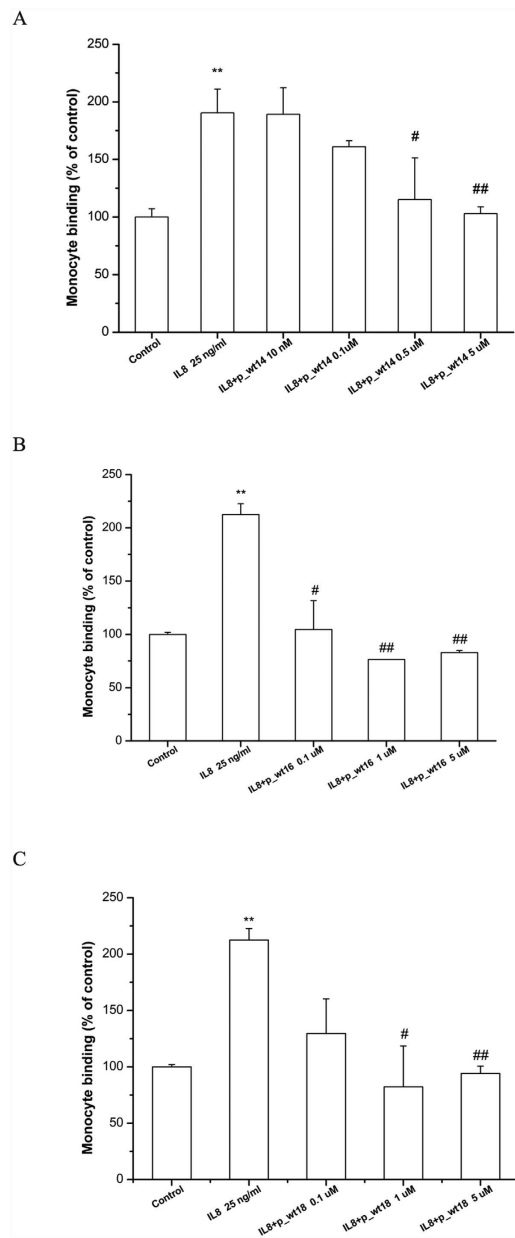 A
Monocyte binding (% of control)
250
200
150
100
50
0
**
#
##
Control
IL8 25 ng/ml
IL8+p_wt14 10 nM
IL8+p_wt14 0.1uM
IL8+p_wt14 0.5 uM
IL8+p_wt14 5 uM
B
Monocyte binding (% of control)
250
200
150
100
50
0
**
#
##
##
Control
IL8 25 ng/ml
IL8+p_wt16 0.1 uM
IL8+p_wt16 1 uM
IL8+p_wt16 5 uM
C
Monocyte binding (% of control)
250
200
150
100
50
0
**
#
##
Control
IL8 25 ng/ml
IL8+p_wt18 0.1 uM
IL8+p_wt18 1 uM
IL8+p_wt18 5 uM